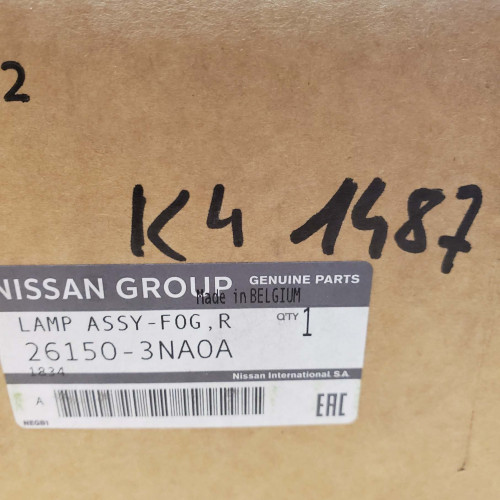 2
K4 1487
NISSAN GROUP GENUINE PARTS
Made in BELGIUM
LAMP ASSY-FOG,R QTY 1
26150-3NA0A
1834
Nissan International S.A.
A
NEGB1
EAC